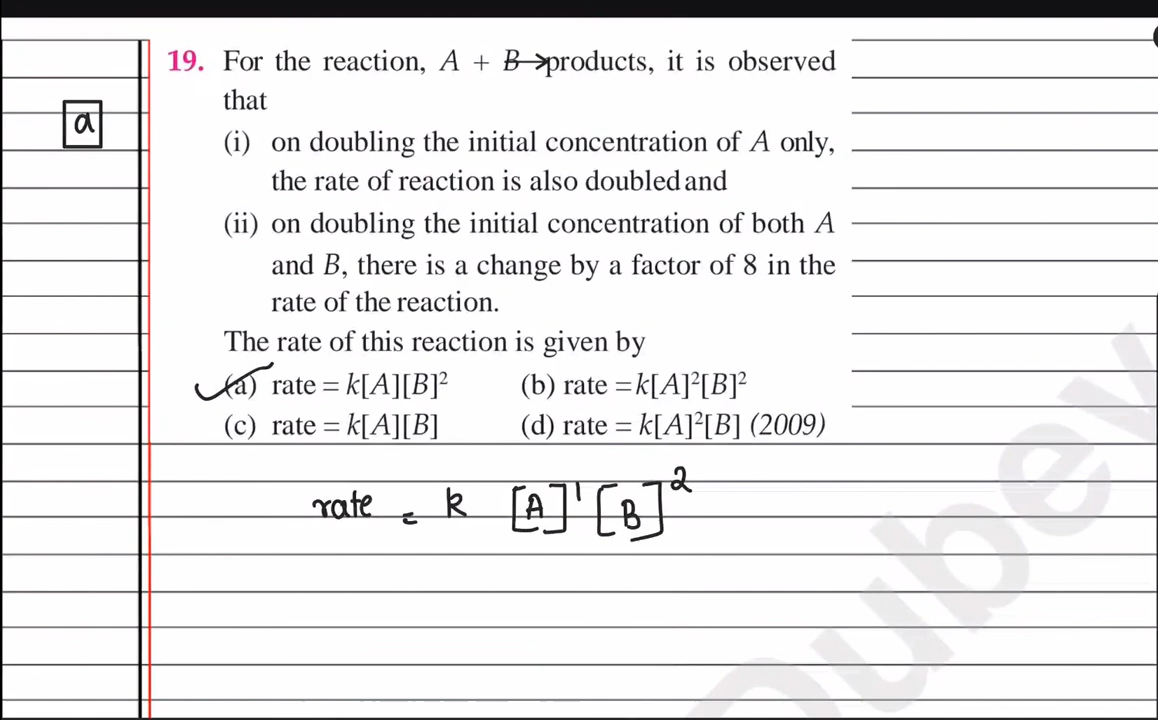 19. For the reaction, A + B→products, it is observed
that
a
(i) on doubling the initial concentration of A only,
the rate of reaction is also doubled and
(ii) on doubling the initial concentration of both A
and B, there is a change by a factor of 8 in the
rate of the reaction.
The rate of this reaction is given by
(a) rate = k[A][B]² (b) rate =k[A]²[B]²
(c) rate = k[A][B] (d) rate = k[A]²[B] (2009)
rate = k [A]¹ [B]²
Dubey